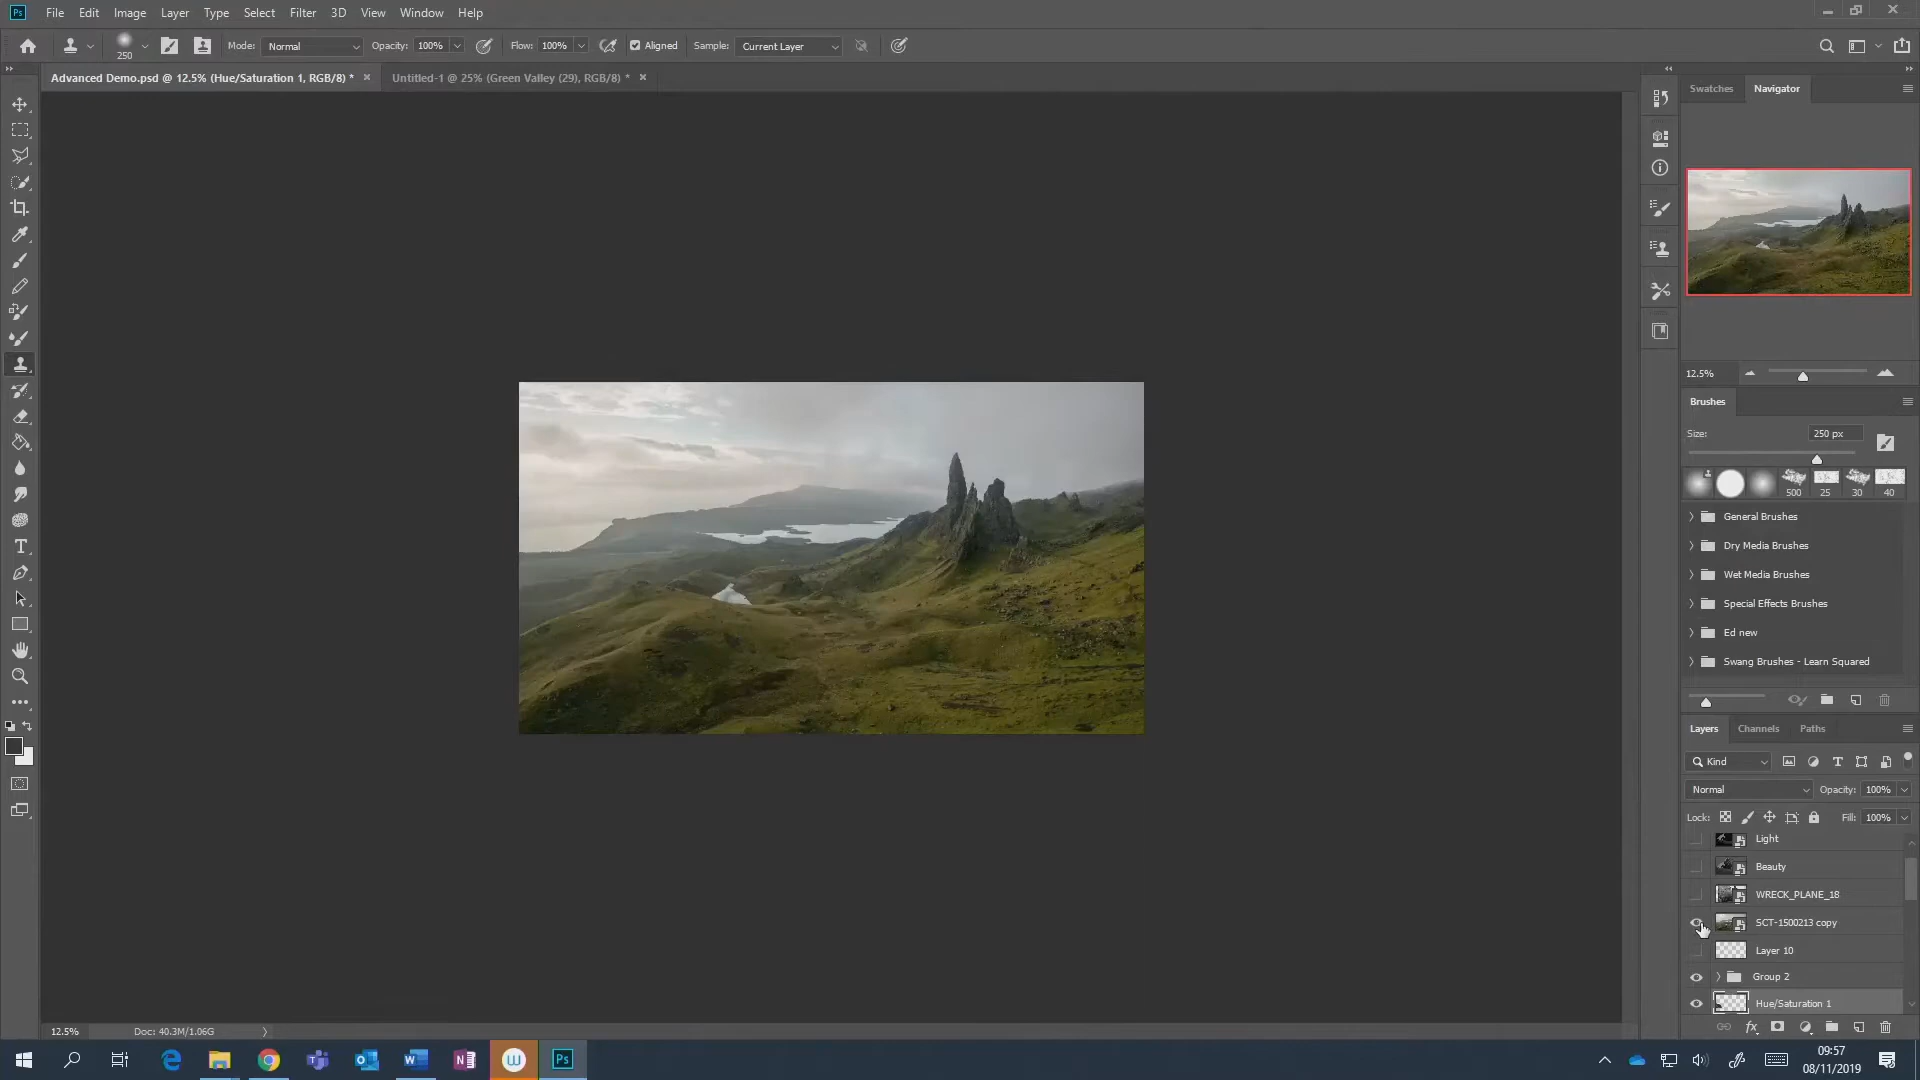 Ps File Edit Image Layer Type Select Filter 3D View Window Help
250 Mode: Normal Opacity: 100% Flow: 100% Aligned Sample: Current Layer
Advanced Demo.psd @ 12.5% (Hue/Saturation 1, RGB/8) * × Untitled-1 @ 25% (Green Valley (29), RGB/8) * ×
Swatches Navigator
12.5%
Brushes
Size: 250 px
500 25 30 40
General Brushes
Dry Media Brushes
Wet Media Brushes
Special Effects Brushes
Ed new
Swang Brushes - Learn Squared
Layers Channels Paths
Kind
Normal Opacity: 100%
Lock: Fill: 100%
Light
Beauty
WRECK_PLANE_18
SCT-1500213 copy
Layer 10
Group 2
Hue/Saturation 1
12.5% Doc: 40.3M/1.06G
09:57
08/11/2019